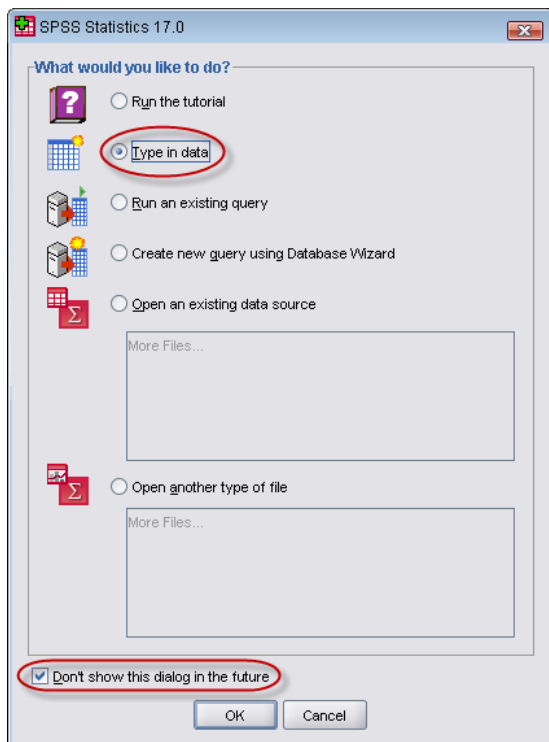 SPSS Statistics 17.0
What would you like to do?
Run the tutorial
Type in data
Run an existing query
Create new query using Database Wizard
Open an existing data source
More Files...
Open another type of file
More Files...
Don't show this dialog in the future
OK Cancel